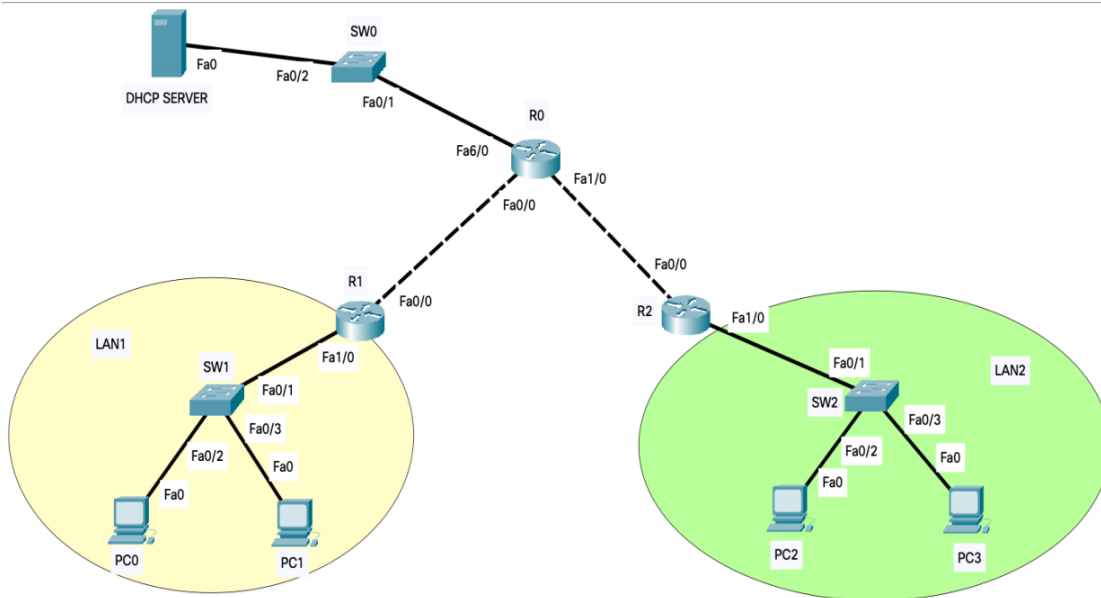 SW0
Fa0
Fa0/2
DHCP SERVER
Fa0/1
R0
Fa6/0
Fa1/0
Fa0/0
Fa0/0
R1
Fa0/0
R2
Fa1/0
LAN1
Fa1/0
SW1
Fa0/1
Fa0/1
LAN2
SW2
Fa0/3
Fa0/3
Fa0/2
Fa0/2
Fa0
Fa0
Fa0
Fa0
PC0
PC1
PC2
PC3